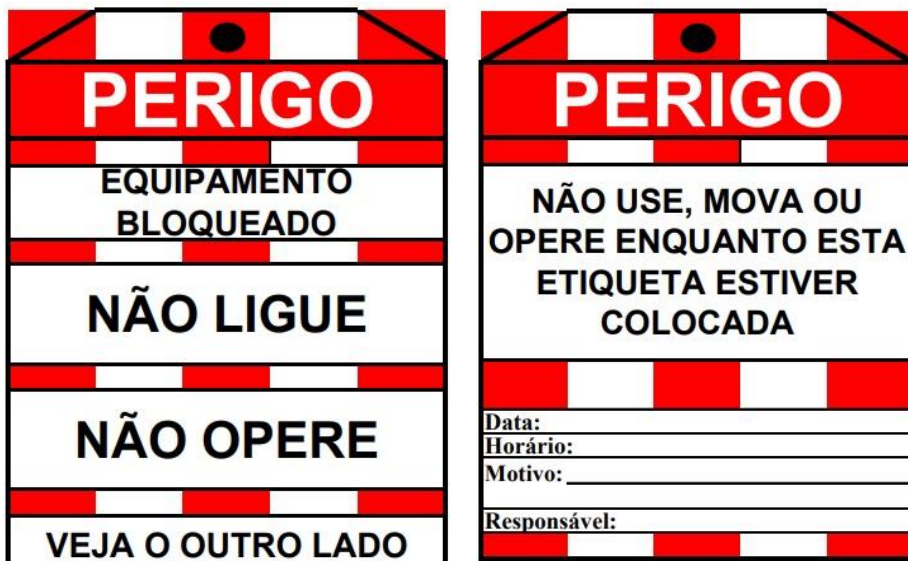 PERIGO
EQUIPAMENTO
BLOQUEADO
NÃO LIGUE
NÃO OPERE
VEJA O OUTRO LADO
PERIGO
NÃO USE, MOVA OU
OPERE ENQUANTO ESTA
ETIQUETA ESTIVER
COLOCADA
Data:
Horário:
Motivo:
Responsável: